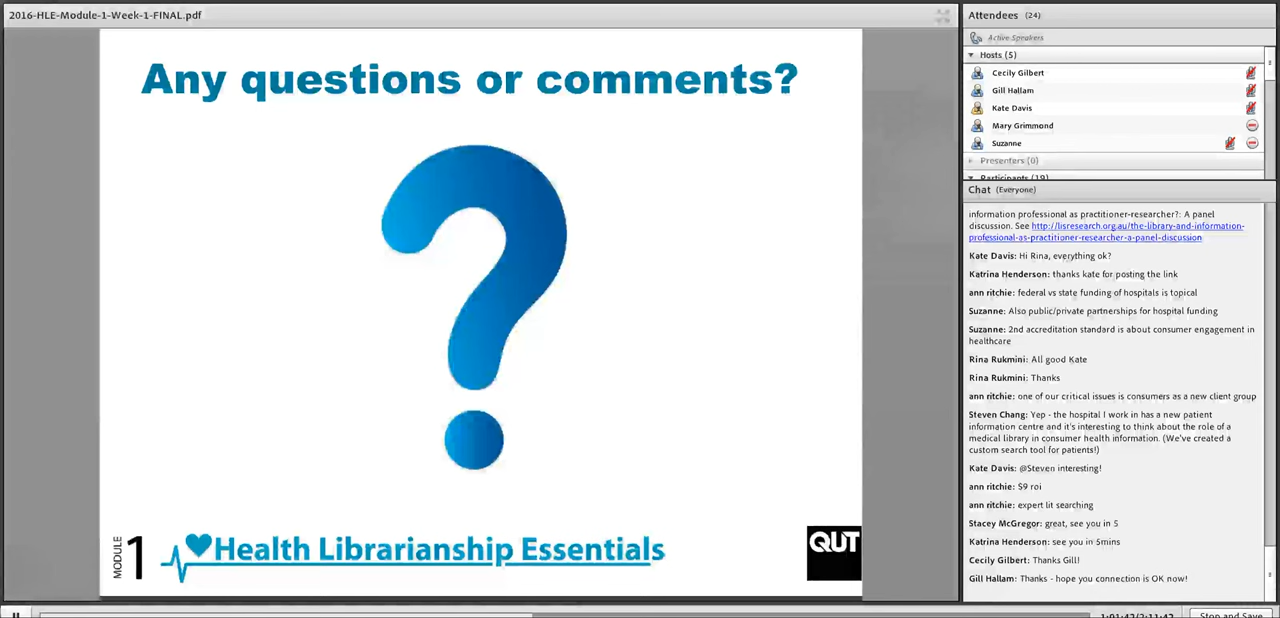 2016-HLE-Module-1-Week-1-FINAL.pdf
Any questions or comments?
?
MODULE 1
Health Librarianship Essentials
QUT
Attendees (24)
Active Speakers
Hosts (5)
Cecily Gilbert
Gill Hallam
Kate Davis
Mary Grimmond
Suzanne
Presenters (0)
Participants (19)
Chat (Everyone)
information professional as practitioner-researcher?: A panel
discussion. See http://lisresearch.org.au/the-library-and-information-
professional-as-practitioner-researcher-a-panel-discussion
Kate Davis: Hi Rina, everything ok?
Katrina Henderson: thanks kate for posting the link
ann ritchie: federal vs state funding of hospitals is topical
Suzanne: Also public/private partnerships for hospital funding
Suzanne: 2nd accreditation standard is about consumer engagement in
healthcare
Rina Rukmini: All good Kate
Rina Rukmini: Thanks
ann ritchie: one of our critical issues is consumers as a new client group
Steven Chang: Yep - the hospital I work in has a new patient
information centre and it's interesting to think about the role of a
medical library in consumer health information. (We've created a
custom search tool for patients!)
Kate Davis: @Steven interesting!
ann ritchie: $9 roi
ann ritchie: expert lit searching
Stacey McGregor: great, see you in 5
Katrina Henderson: see you in 5mins
Cecily Gilbert: Thanks Gill!
Gill Hallam: Thanks - hope you connection is OK now!
Stop and Save